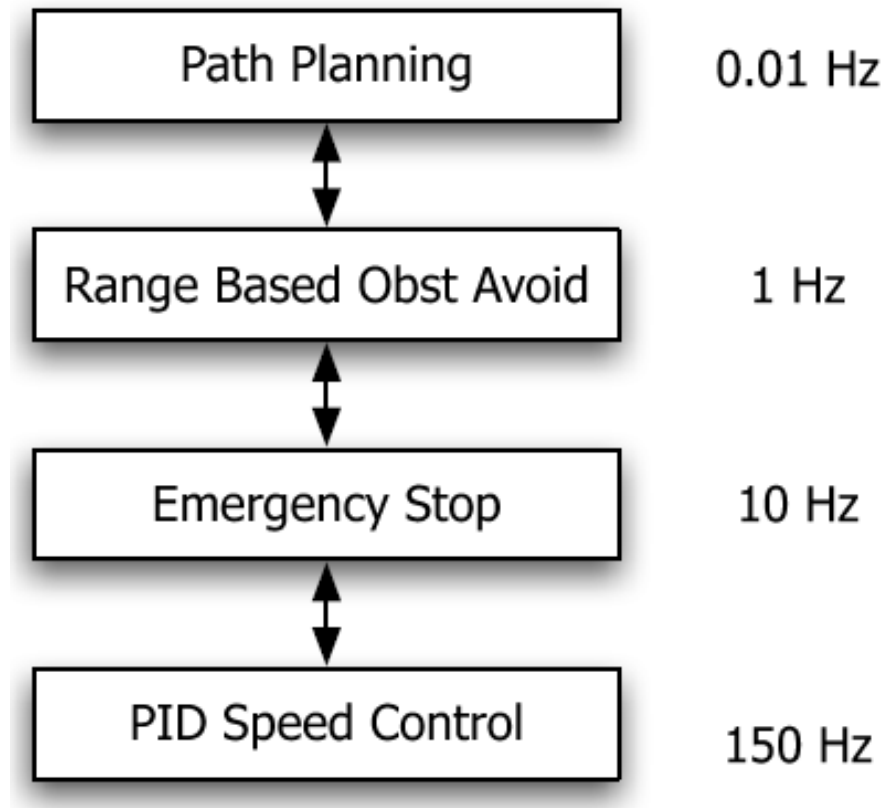 Path Planning
0.01 Hz
Range Based Obst Avoid
1 Hz
Emergency Stop
10 Hz
PID Speed Control
150 Hz